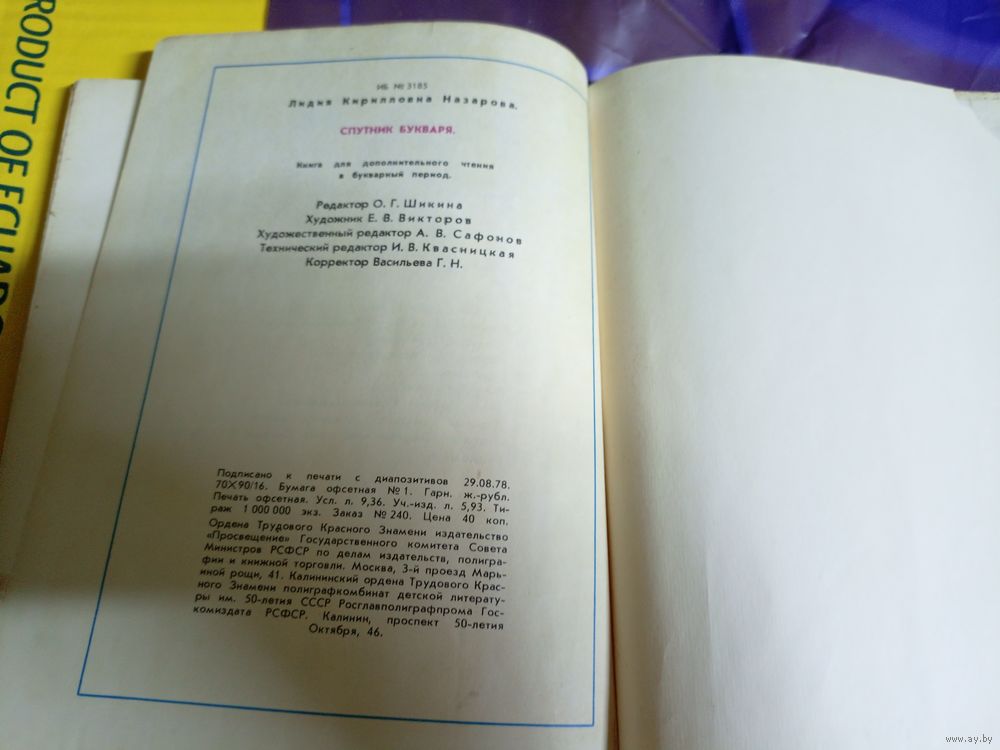 PRODUCT OF ECUADO
ИБ № 3185
Лидия Кирилловна Назарова.
СПУТНИК БУКВАРЯ.
Книга для дополнительного чтения
в букварный период.
Редактор О. Г. Шикина
Художник Е. В. Викторов
Художественный редактор А. В. Сафонов
Технический редактор И. В. Квасницкая
Корректор Васильева Г. Н.
Подписано к печати с диапозитивов 29.08.78.
70×90/16. Бумага офсетная № 1. Гарн. ж.-рубл.
Печать офсетная. Усл. л. 9,36. Уч.-изд. л. 5,93. Ти-
раж 1 000 000 экз. Заказ № 240. Цена 40 коп.
Ордена Трудового Красного Знамени издательство
«Просвещение» Государственного комитета Совета
Министров РСФСР по делам издательств, полигра-
фии и книжной торговли. Москва, 3-й проезд Марь-
иной рощи, 41. Калининский ордена Трудового Крас-
ного Знамени полиграфкомбинат детской литерату-
ры им. 50-летия СССР Росглавполиграфпрома Гос-
комиздата РСФСР. Калинин, проспект 50-летия
Октября, 46.
www.ay.by